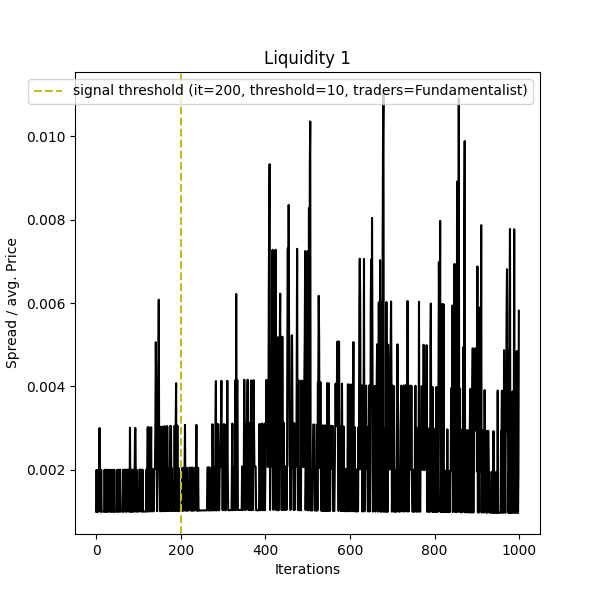 Liquidity 1
signal threshold (it=200, threshold=10, traders=Fundamentalist)
0.010
0.008
0.006
0.004
0.002
Spread / avg. Price
0 200 400 600 800 1000
Iterations